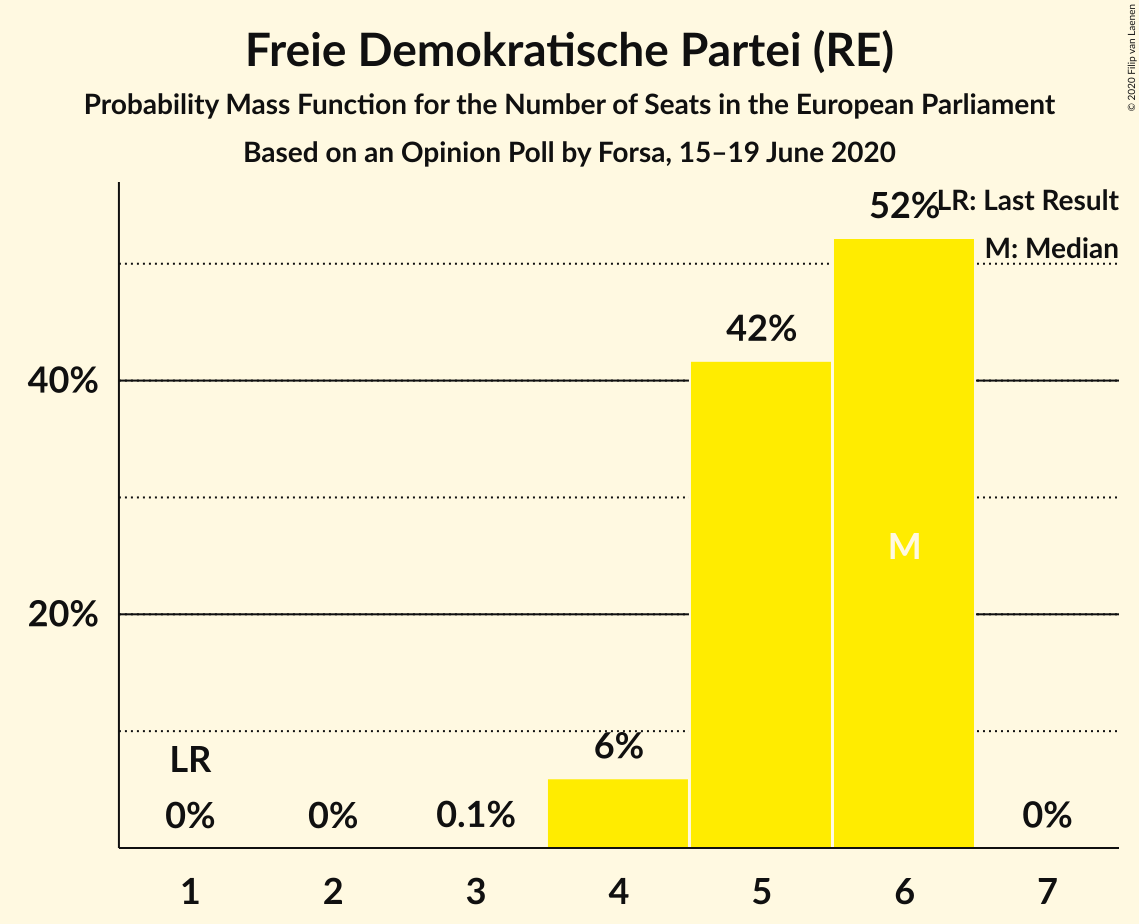 Freie Demokratische Partei (RE)
Probability Mass Function for the Number of Seats in the European Parliament
Based on an Opinion Poll by Forsa, 15–19 June 2020
© 2020 Filip van Laenen
LR: Last Result
M: Median
52%
42%
40%
M
20%
6%
LR
0%
0%
0.1%
0%
1 2 3 4 5 6 7